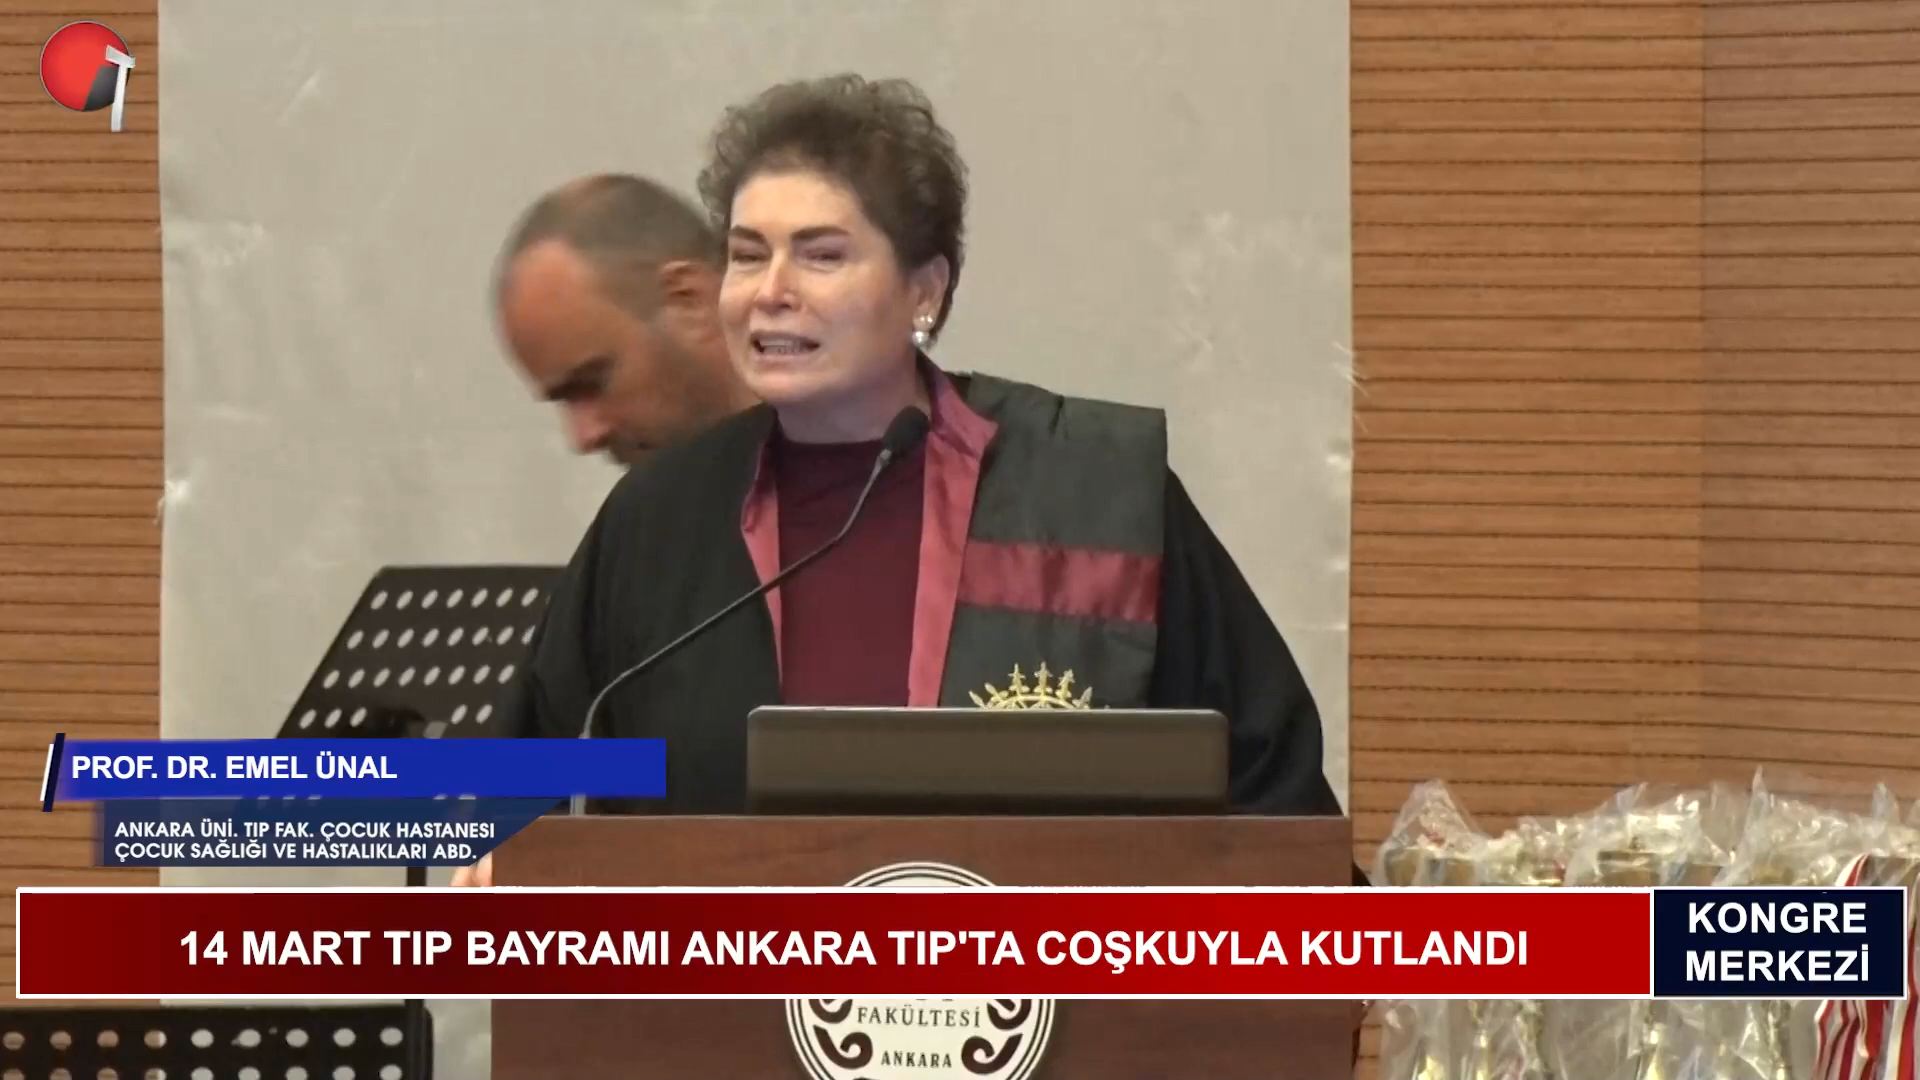 PROF. DR. EMEL ÜNAL
ANKARA ÜNİ. TIP FAK. ÇOCUK HASTANESI
ÇOCUK SAĞLIĞI VE HASTALIKLARI ABD.
14 MART TIP BAYRAMI ANKARA TIP'TA COŞKUYLA KUTLANDI
KONGRE
MERKEZİ
FAKÜLTESİ
ANKARA